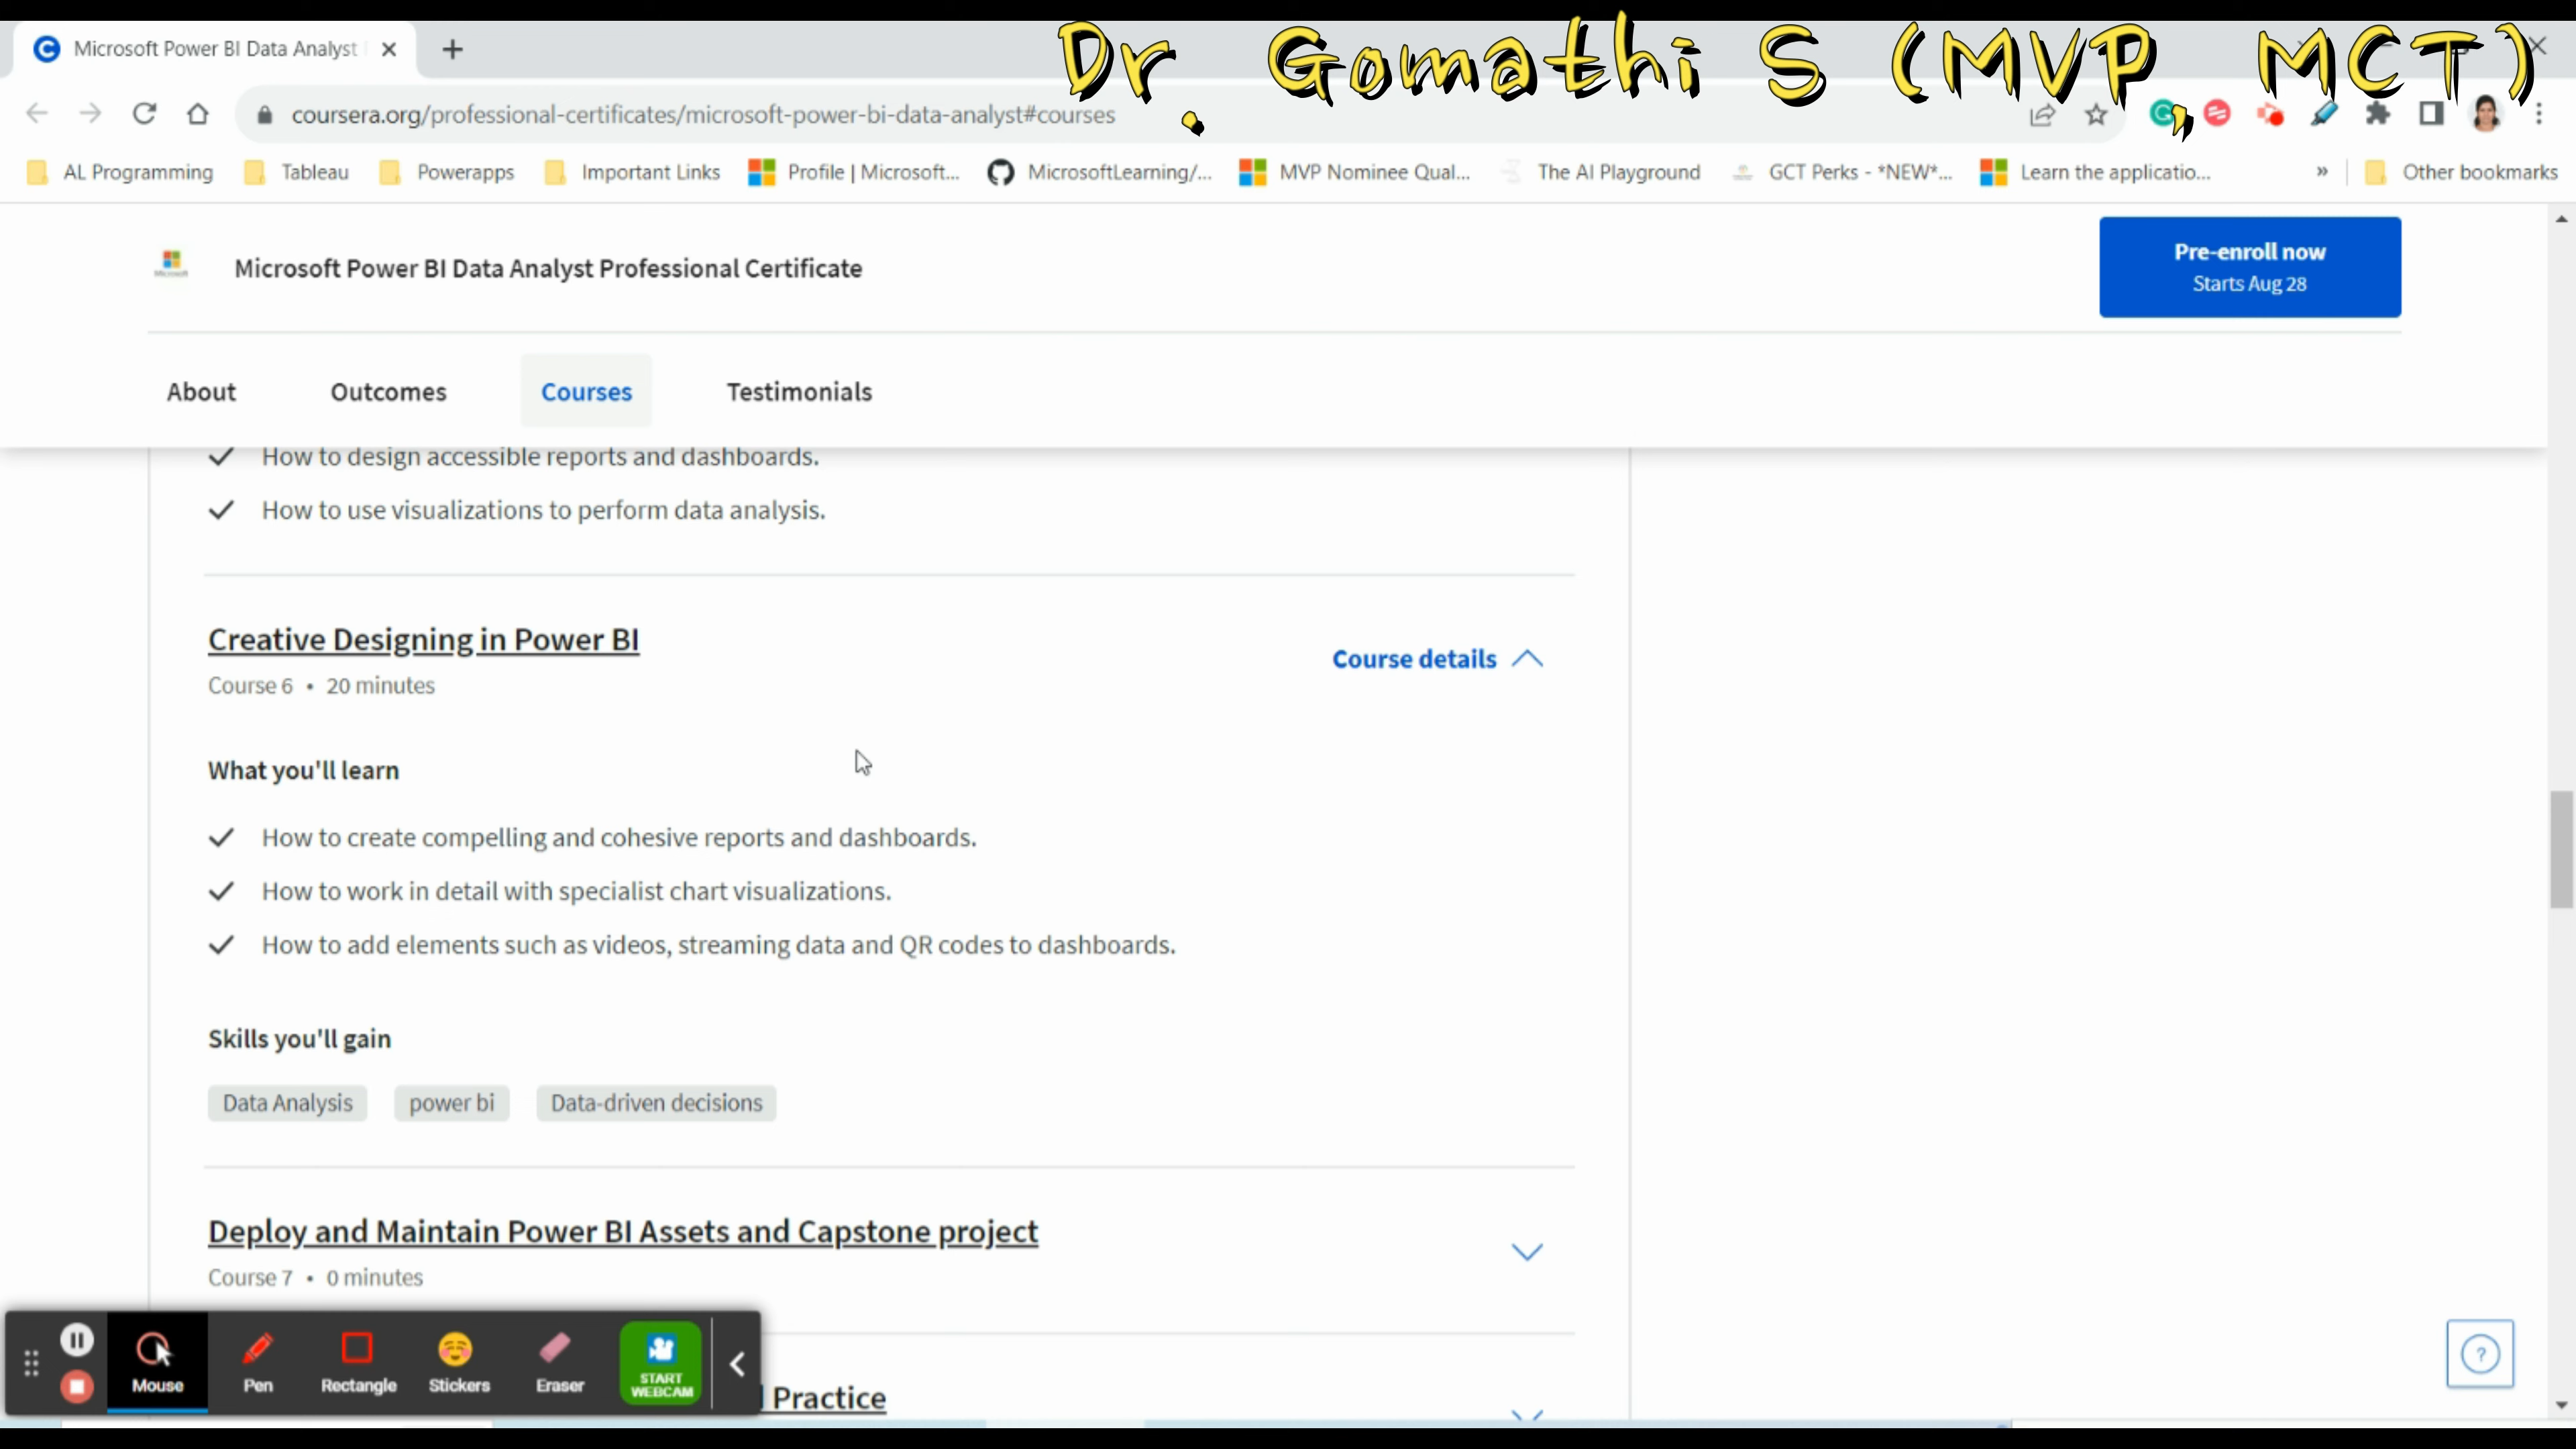 Dr. Gomathi S (MVP, MCT)
Microsoft Power BI Data Analyst
coursera.org/professional-certificates/microsoft-power-bi-data-analyst#courses
AL Programming Tableau Powerapps Important Links Profile | Microsoft... MicrosoftLearning/... MVP Nominee Qual... The AI Playground GCT Perks - *NEW*... Learn the applicatio... » Other bookmarks
Microsoft Power BI Data Analyst Professional Certificate
Pre-enroll now
Starts Aug 28
About Outcomes Courses Testimonials
How to design accessible reports and dashboards.
How to use visualizations to perform data analysis.
Creative Designing in Power BI
Course details
Course 6 • 20 minutes
What you'll learn
How to create compelling and cohesive reports and dashboards.
How to work in detail with specialist chart visualizations.
How to add elements such as videos, streaming data and QR codes to dashboards.
Skills you'll gain
Data Analysis power bi Data-driven decisions
Deploy and Maintain Power BI Assets and Capstone project
Course 7 • 0 minutes
Practice
Mouse Pen Rectangle Stickers Eraser START WEBCAM
?